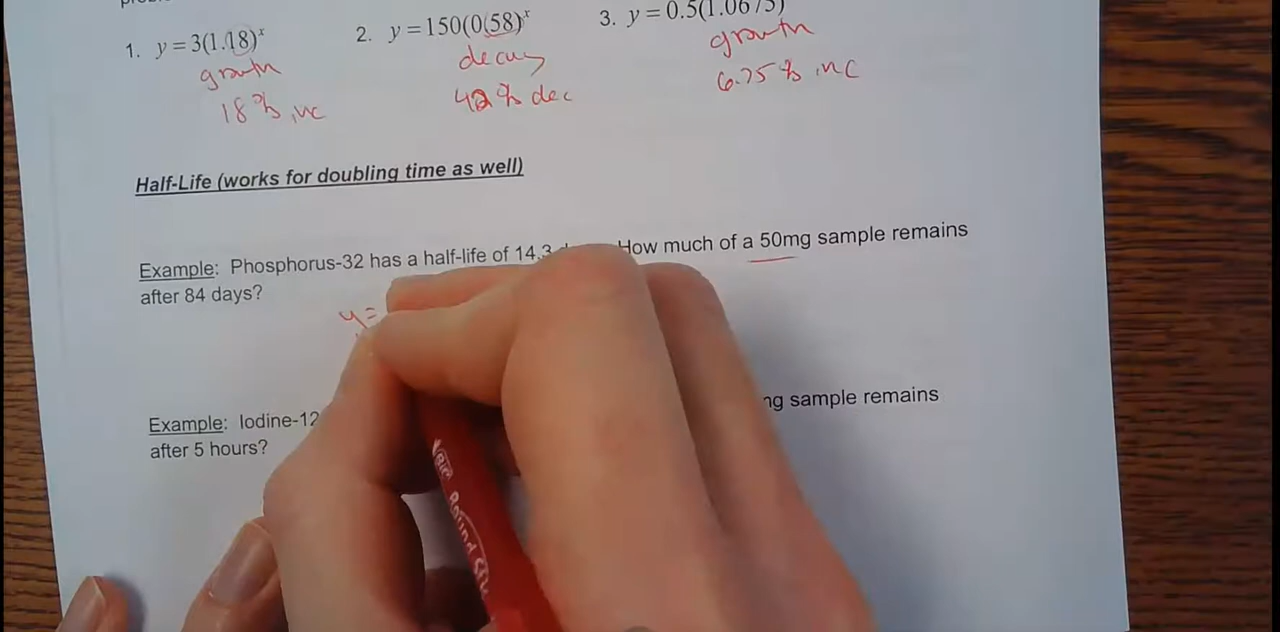 1. y = 3(1.18)^x
growth
18% inc
2. y = 150(0.58)^x
decay
42% dec
3. y = 0.5(1.0675)
growth
6.75% inc
Half-Life (works for doubling time as well)
Example: Phosphorus-32 has a half-life of 14.3 How much of a 50mg sample remains
after 84 days?
y =
Example: Iodine-12 mg sample remains
after 5 hours?